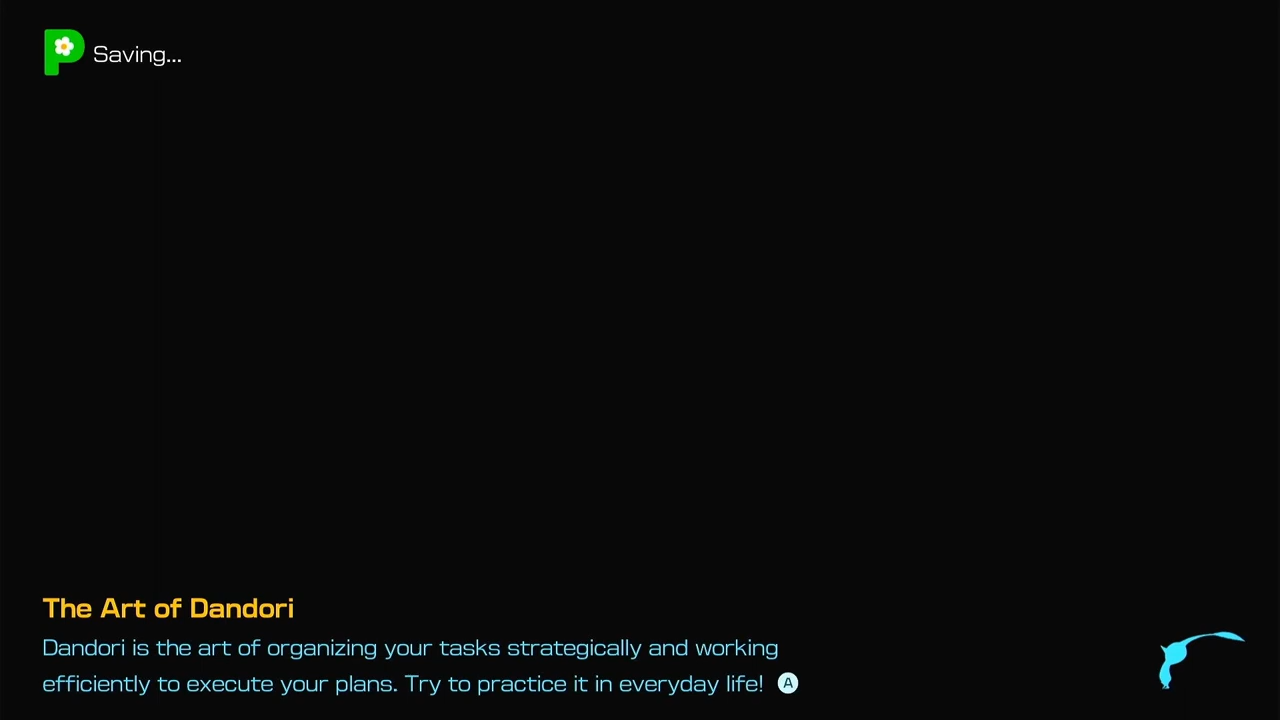 P Saving...
The Art of Dandori
Dandori is the art of organizing your tasks strategically and working
efficiently to execute your plans. Try to practice it in everyday life! A